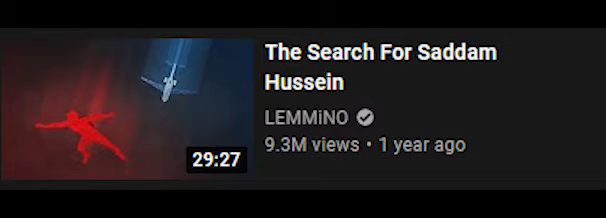 The Search For Saddam
Hussein
LEMMiNO
9.3M views • 1 year ago
29:27